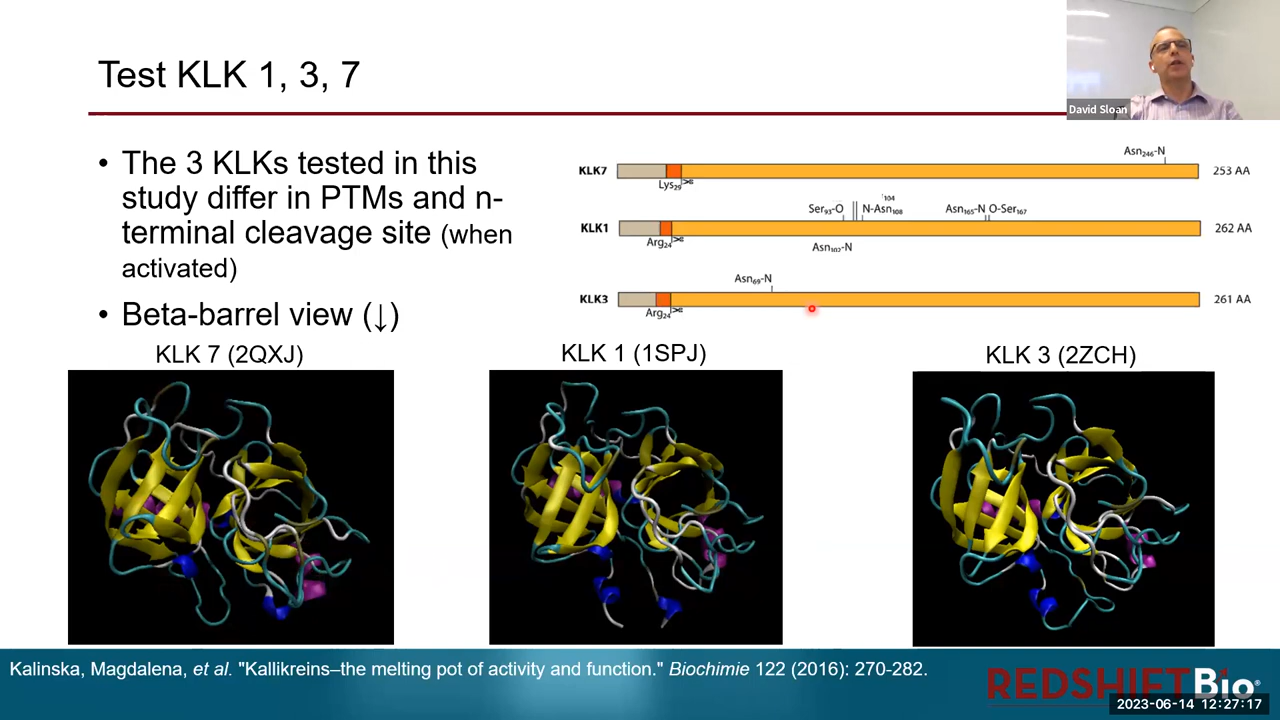 Test KLK 1, 3, 7
David Sloan
• The 3 KLKs tested in this
study differ in PTMs and n-
terminal cleavage site (when
activated)
• Beta-barrel view (↓)
Asn₂₄₆-N
KLK7
253 AA
Lys₂₉
104
Ser₉₃-O
N-Asn₁₀₈
Asn₁₆₅-N O-Ser₁₆₇
KLK1
262 AA
Arg₂₄
Asn₁₀₂-N
Asn₆₉-N
KLK3
261 AA
Arg₂₄
KLK 7 (2QXJ)
KLK 1 (1SPJ)
KLK 3 (2ZCH)
Kalinska, Magdalena, et al. "Kallikreins–the melting pot of activity and function." Biochimie 122 (2016): 270-282.
REDSHIFTBio®
2023-06-14 12:27:17